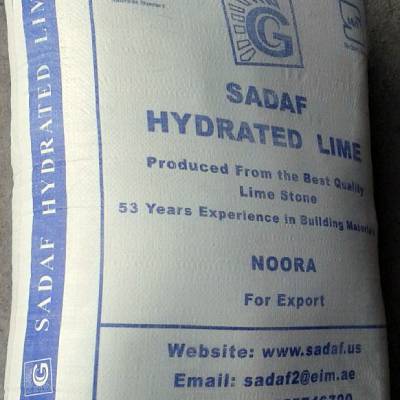 G
SADAF
HYDRATED LIME
Produced From the Best Quality
Lime Stone
53 Years Experience in Building
NOORA
For Export
Website: www.sadaf.us
Email: sadaf2@eim.ae
SADAF HYDRATED LIM
G